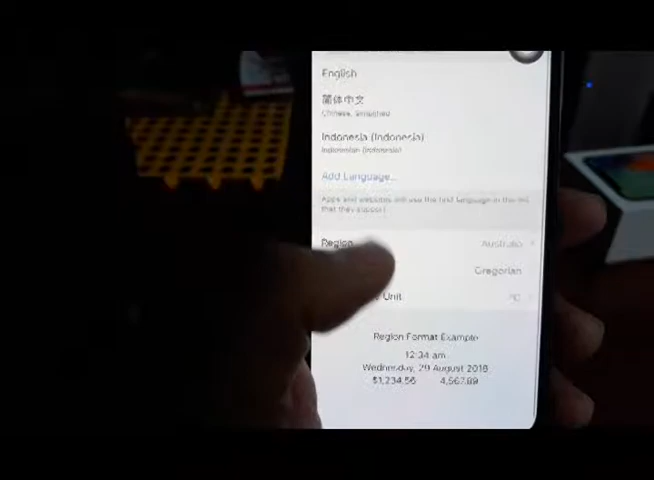 English
简体中文
Chinese, Simplified
Indonesia (Indonesia)
Indonesian (Indonesia)
Add Language...
Apps and websites will use the first language in the list
that they support.
Region
Australia
Gregorian
Unit
°C
Region Format Example
12:34 am
Wednesday, 29 August 2018
$1,234.56 4,567.89